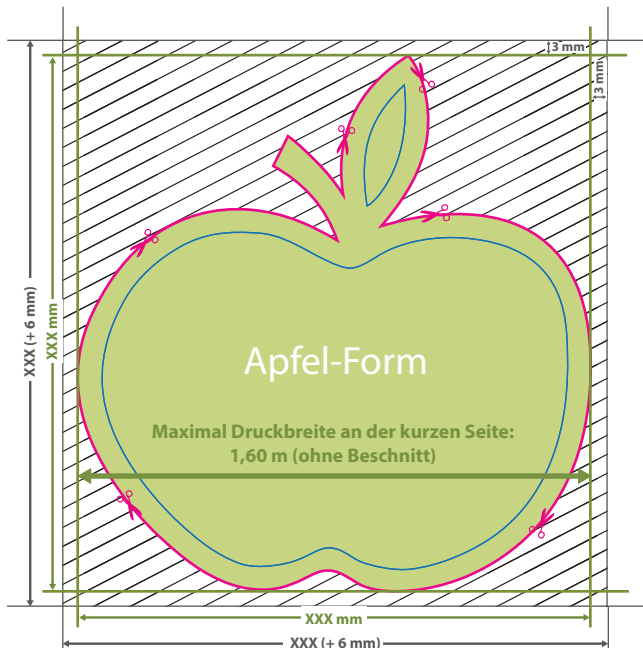 3 mm
3 mm
XXX (+ 6 mm)
XXX mm
Apfel-Form
Maximal Druckbreite an der kurzen Seite:
1,60 m (ohne Beschnitt)
XXX mm
XXX (+ 6 mm)